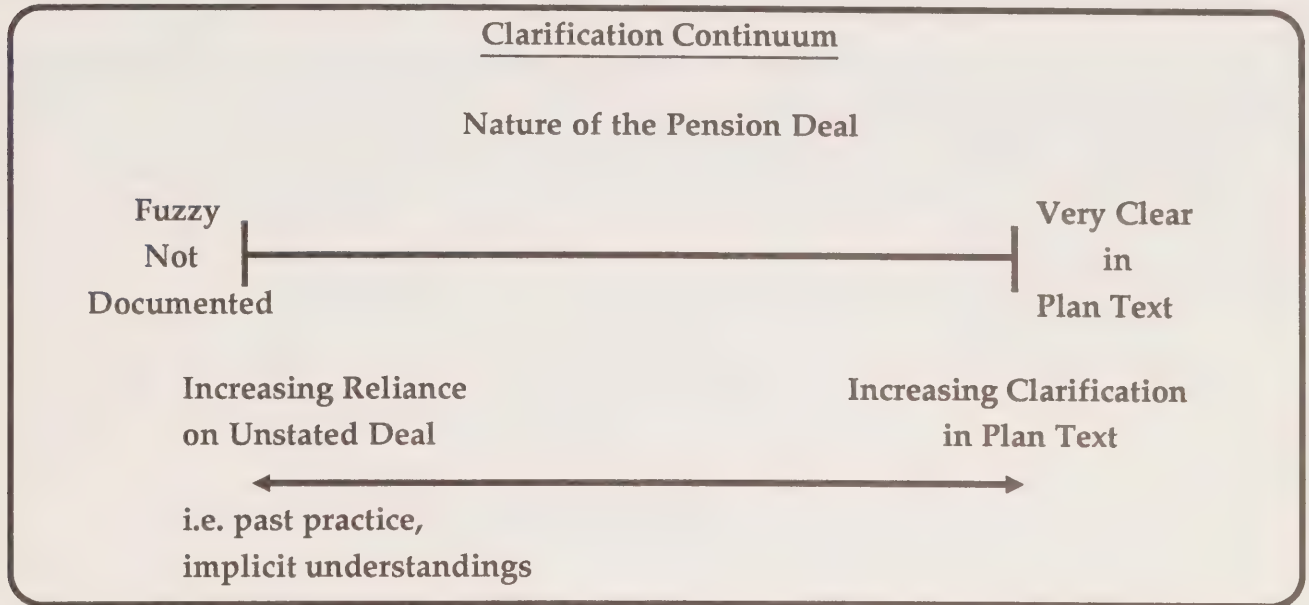 Clarification Continuum
Nature of the Pension Deal
Fuzzy
Not
Documented
Very Clear
in
Plan Text
Increasing Reliance
on Unstated Deal
Increasing Clarification
in Plan Text
i.e. past practice,
implicit understandings